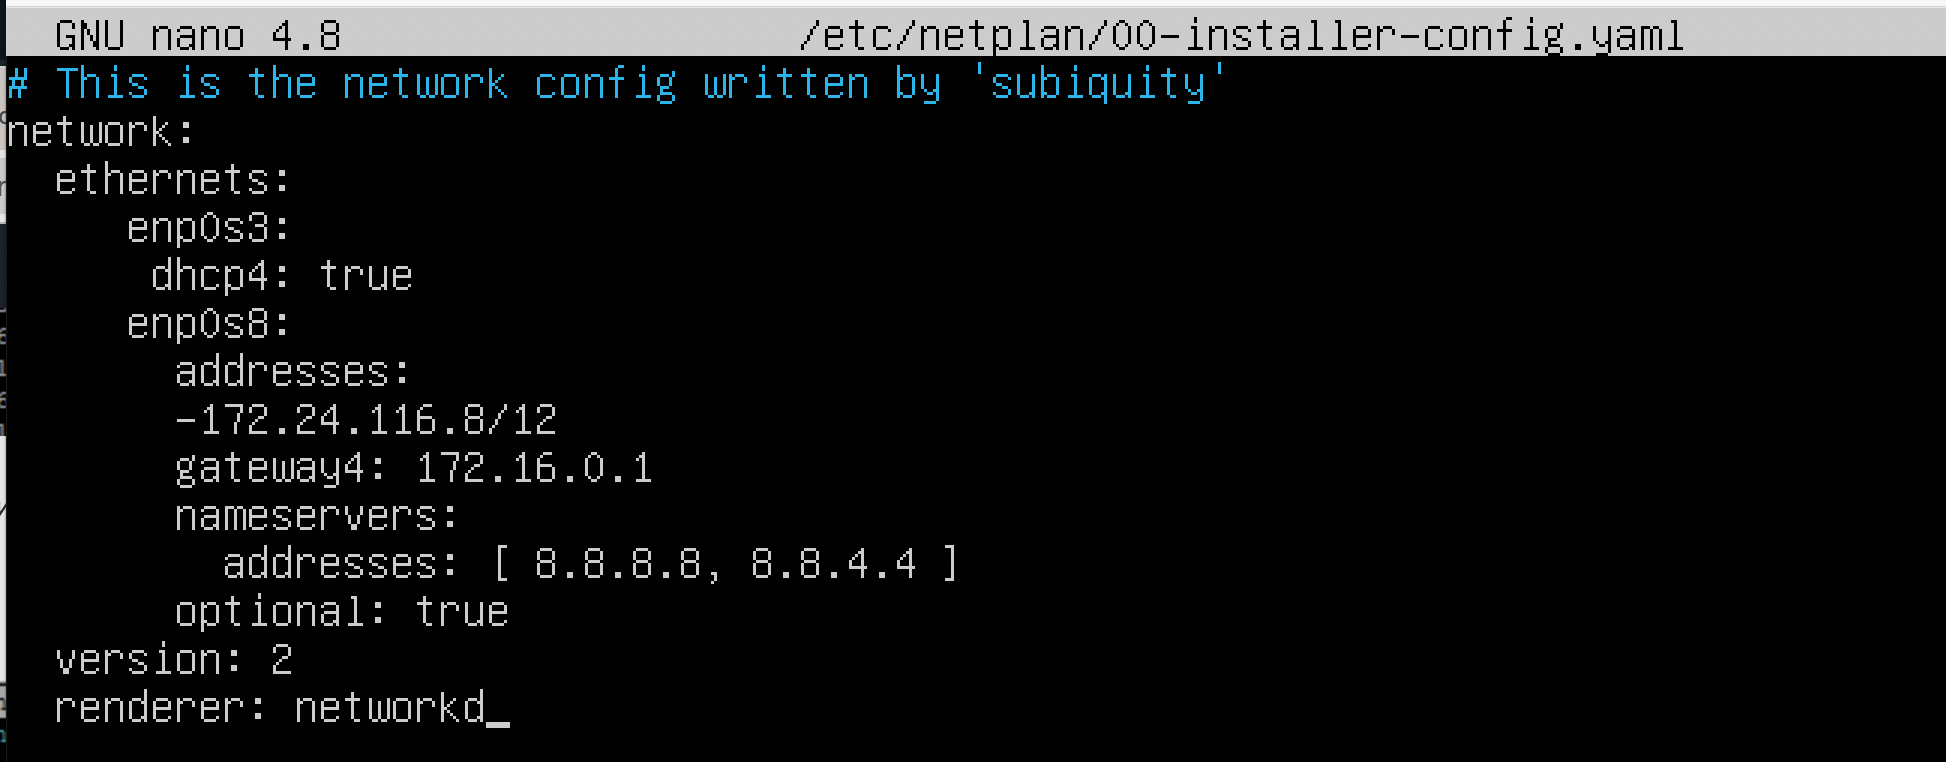 GNU nano 4.8 /etc/netplan/00-installer-config.yaml
# This is the network config written by 'subiquity'
network:
  ethernets:
     enp0s3:
      dhcp4: true
     enp0s8:
       addresses:
       -172.24.116.8/12
       gateway4: 172.16.0.1
       nameservers:
         addresses: [ 8.8.8.8, 8.8.4.4 ]
       optional: true
  version: 2
  renderer: networkd_